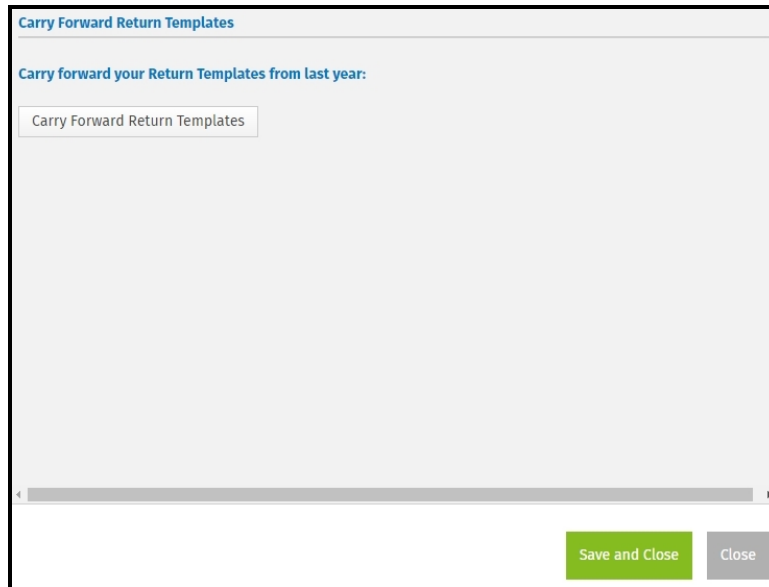 Carry Forward Return Templates
Carry forward your Return Templates from last year:
Carry Forward Return Templates
Save and Close
Close